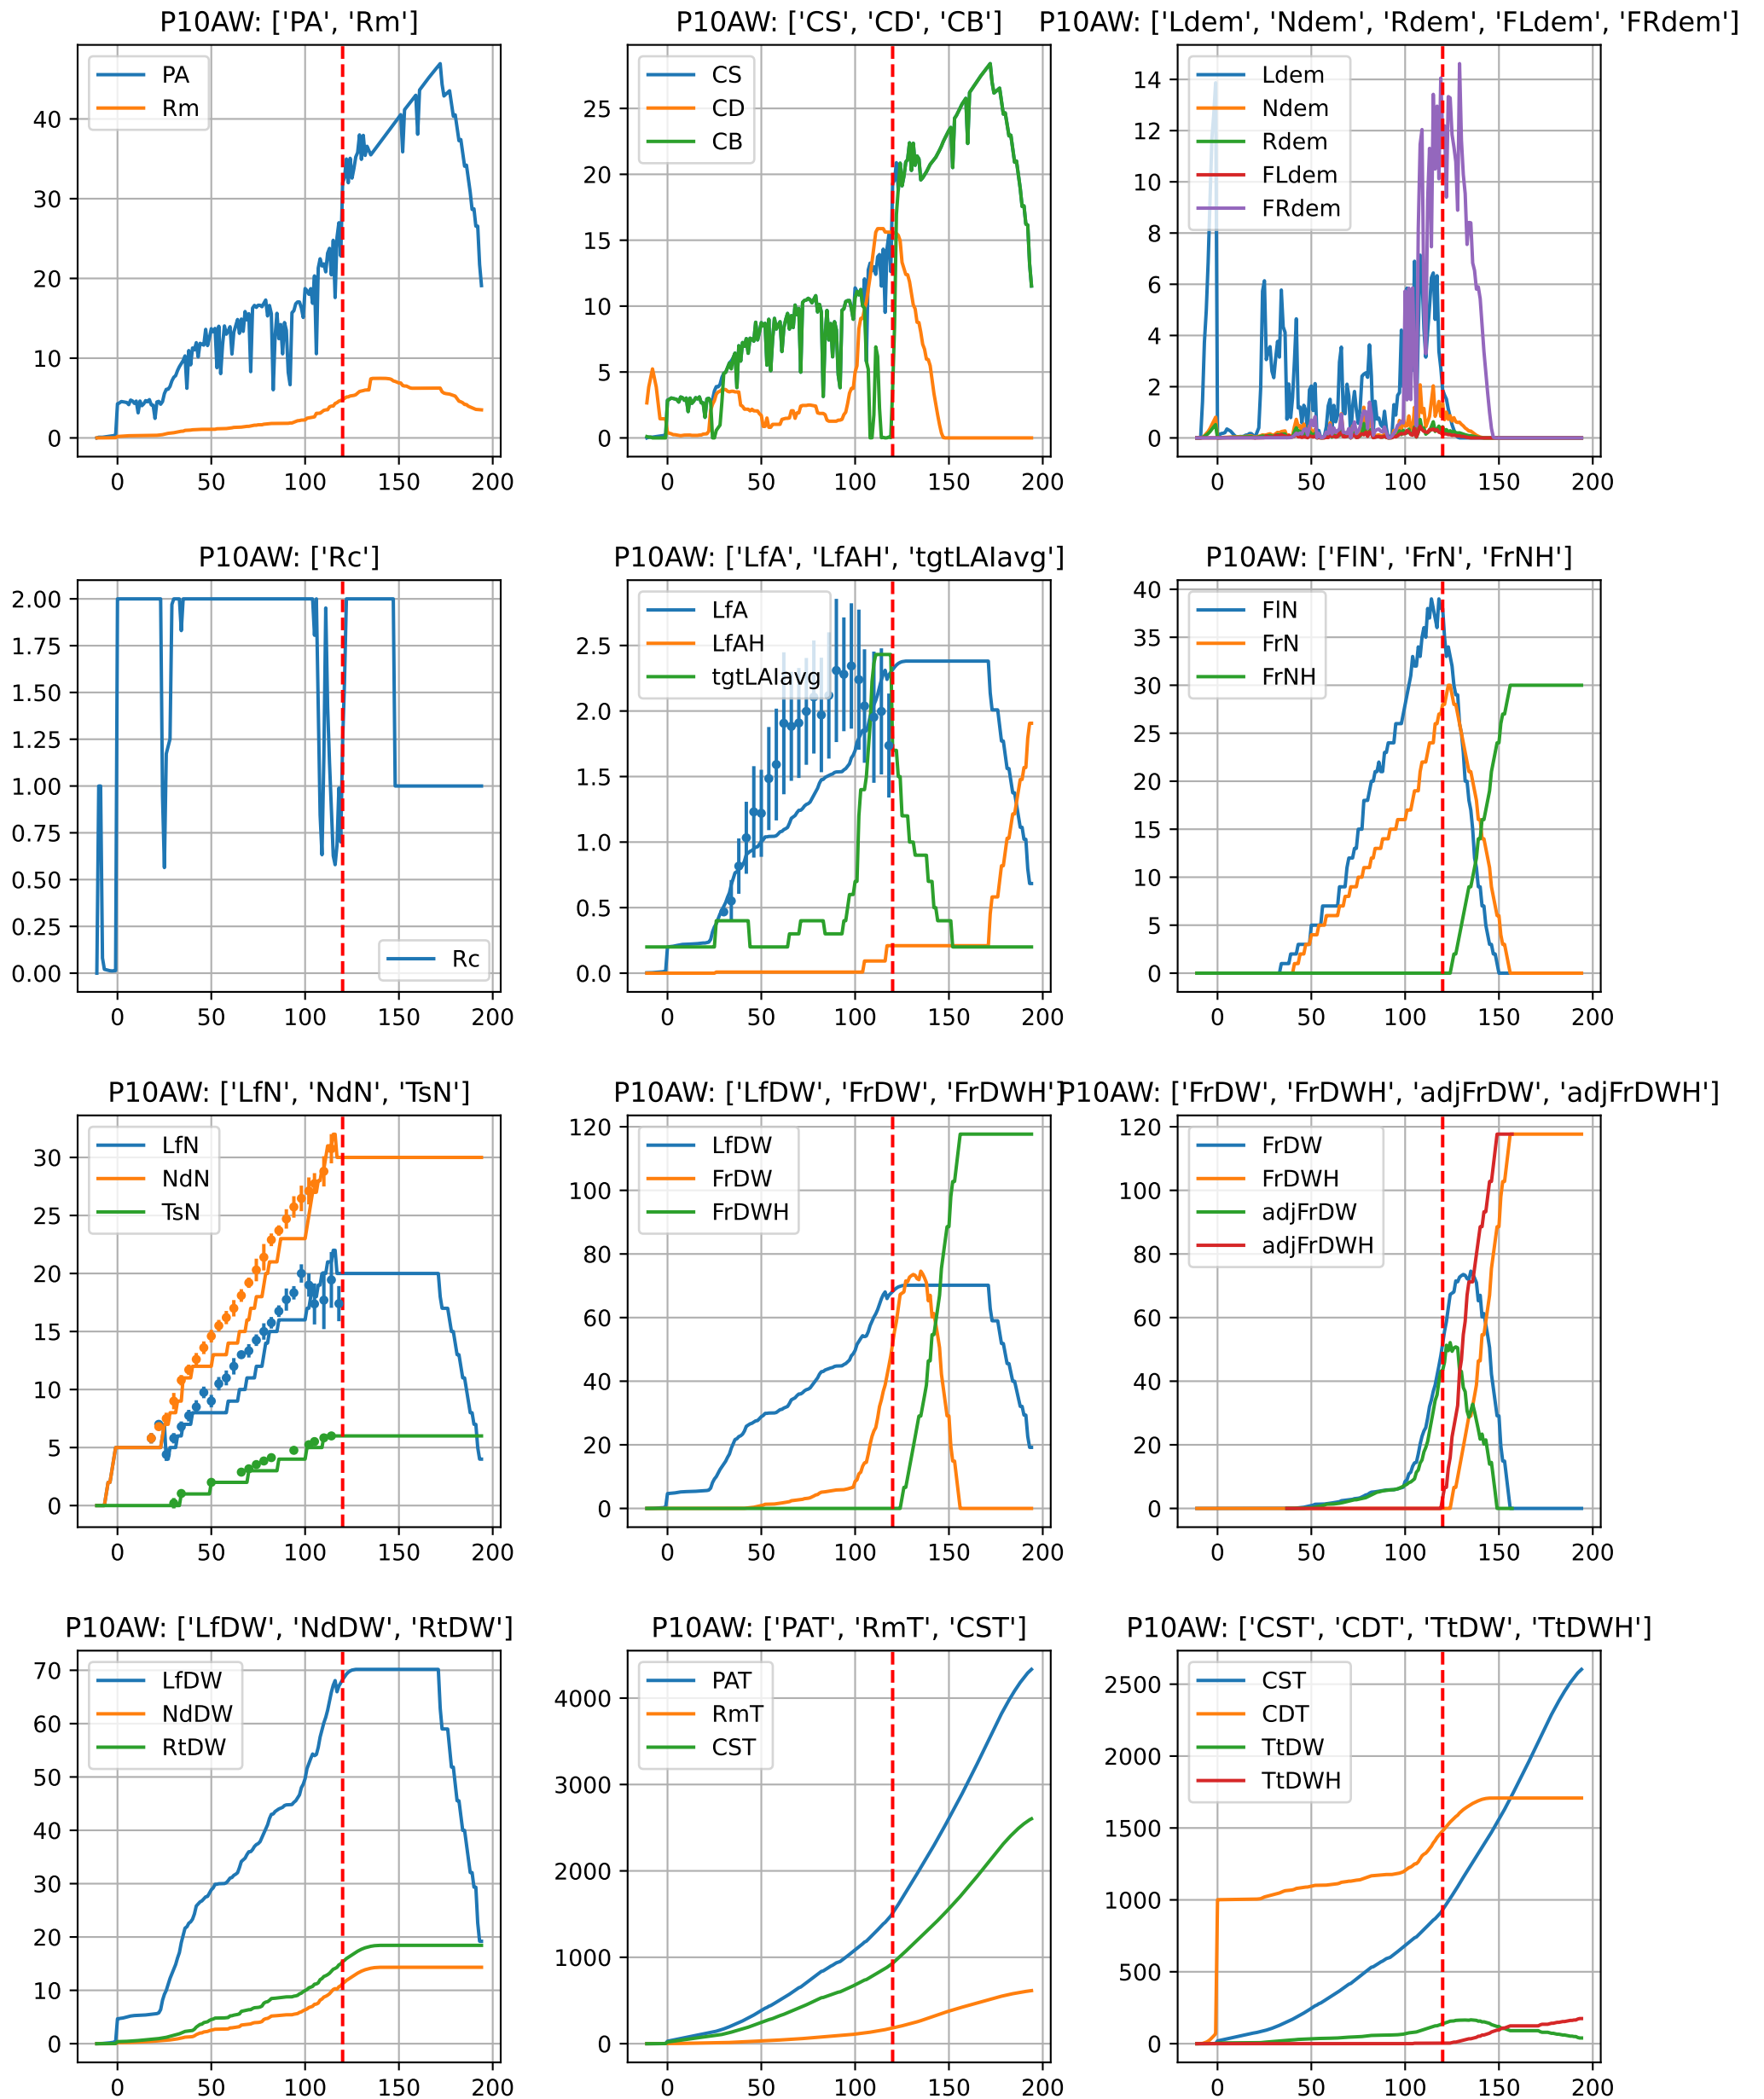 P10AW: ['PA', 'Rm']
PA
Rm
40
30
20
10
0
0 50 100 150 200
P10AW: ['CS', 'CD', 'CB']
CS
CD
CB
25
20
15
10
5
0
0 50 100 150 200
P10AW: ['Ldem', 'Ndem', 'Rdem', 'FLdem', 'FRdem']
Ldem
Ndem
Rdem
FLdem
FRdem
14
12
10
8
6
4
2
0
0 50 100 150 200
P10AW: ['Rc']
2.00
1.75
1.50
1.25
1.00
0.75
0.50
0.25
0.00
Rc
0 50 100 150 200
P10AW: ['LfA', 'LfAH', 'tgtLAIavg']
LfA
LfAH
tgtLAIavg
2.5
2.0
1.5
1.0
0.5
0.0
0 50 100 150 200
P10AW: ['FlN', 'FrN', 'FrNH']
FlN
FrN
FrNH
40
35
30
25
20
15
10
5
0
0 50 100 150 200
P10AW: ['LfN', 'NdN', 'TsN']
LfN
NdN
TsN
30
25
20
15
10
5
0
0 50 100 150 200
P10AW: ['LfDW', 'FrDW', 'FrDWH']
LfDW
FrDW
FrDWH
120
100
80
60
40
20
0
0 50 100 150 200
P10AW: ['FrDW', 'FrDWH', 'adjFrDW', 'adjFrDWH']
FrDW
FrDWH
adjFrDW
adjFrDWH
120
100
80
60
40
20
0
0 50 100 150 200
P10AW: ['LfDW', 'NdDW', 'RtDW']
LfDW
NdDW
RtDW
70
60
50
40
30
20
10
0
0 50 100 150 200
P10AW: ['PAT', 'RmT', 'CST']
PAT
RmT
CST
4000
3000
2000
1000
0
0 50 100 150 200
P10AW: ['CST', 'CDT', 'TtDW', 'TtDWH']
CST
CDT
TtDW
TtDWH
2500
2000
1500
1000
500
0
0 50 100 150 200